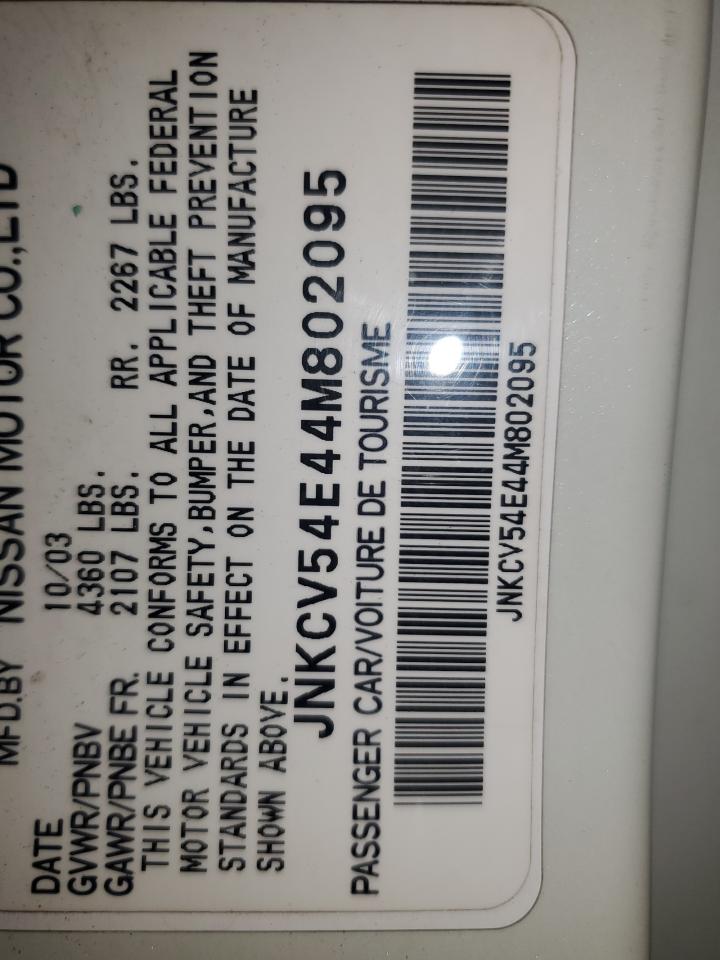 MFD.BY NISSAN MOTOR CO.,LTD
DATE 10/03
GVWR/PNBV 4360 LBS.
GAWR/PNBE FR. 2107 LBS. RR. 2267 LBS.
THIS VEHICLE CONFORMS TO ALL APPLICABLE FEDERAL
MOTOR VEHICLE SAFETY,BUMPER,AND THEFT PREVENTION
STANDARDS IN EFFECT ON THE DATE OF MANUFACTURE
SHOWN ABOVE.
JNKCV54E44M802095
PASSENGER CAR/VOITURE DE TOURISME
JNKCV54E44M802095